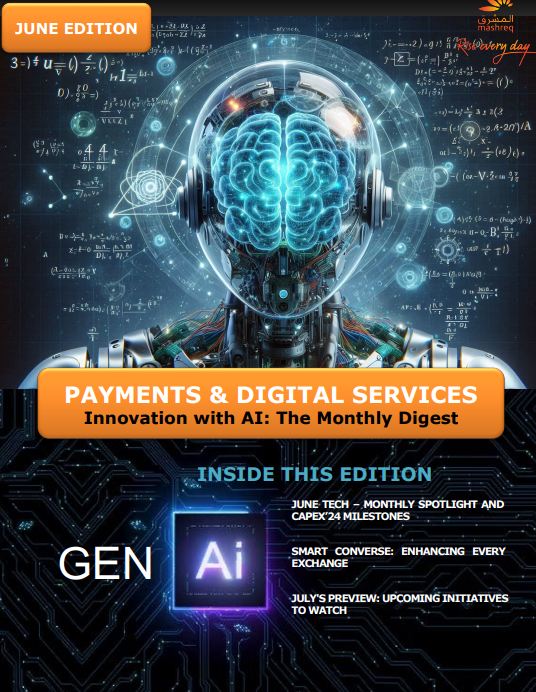 JUNE EDITION
المشرق
mashreq
Rise every day
PAYMENTS & DIGITAL SERVICES
Innovation with AI: The Monthly Digest
INSIDE THIS EDITION
JUNE TECH – MONTHLY SPOTLIGHT AND
CAPEX'24 MILESTONES
GEN
Ai
SMART CONVERSE: ENHANCING EVERY
EXCHANGE
JULY'S PREVIEW: UPCOMING INITIATIVES
TO WATCH